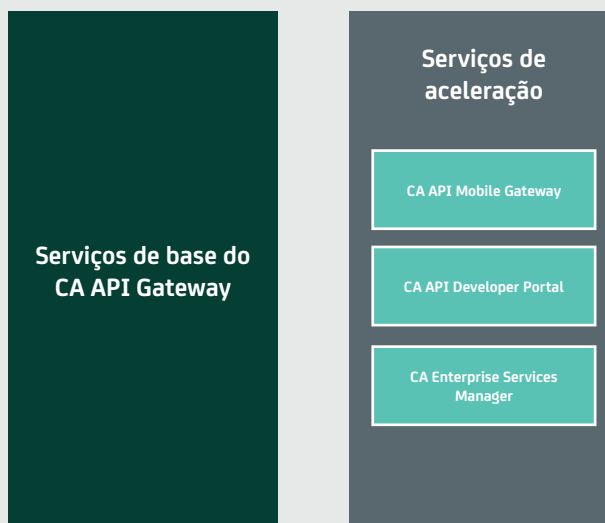 Serviços de base do
CA API Gateway
Serviços de
aceleração
CA API Mobile Gateway
CA API Developer Portal
CA Enterprise Services
Manager